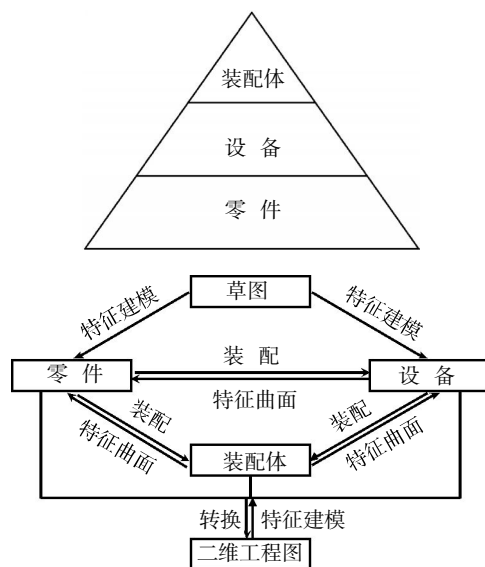 装配体
设 备
零 件
草图
特征建模
特征建模
装 配
零 件
设 备
特征曲面
装配
装配
特征曲面
特征曲面
装配体
转换
特征建模
二维工程图